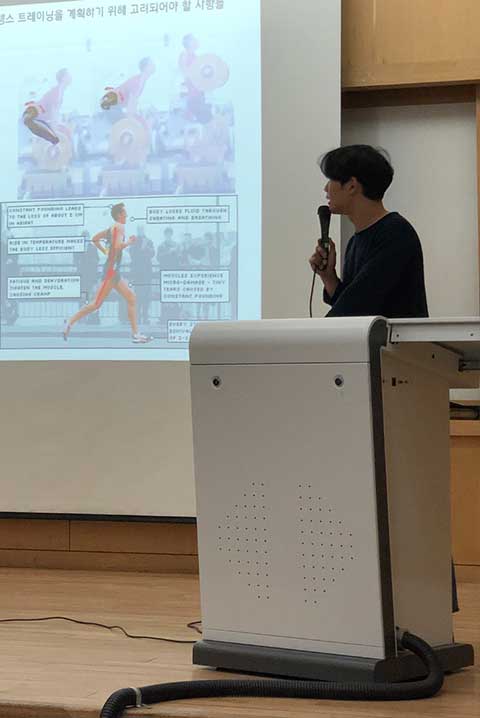 스 트레이닝을 계획하기 위해 고려되어야 할 사항들
CONSTANT POUNDING LEADS
TO THE LOSS OF ABOUT 2 CM
IN HEIGHT
BODY LOSES FLUID THROUGH
SWEATING AND BREATHING
RISE IN TEMPERATURE MAKES
THE BODY LESS EFFICIENT
FATIGUE AND DEHYDRATION
TIGHTEN THE MUSCLE
CAUSING CRAMP
MUSCLES EXPERIENCE
MICRO-DAMAGE - TINY
TEARS CAUSED BY
CONSTANT POUNDING
EVERY